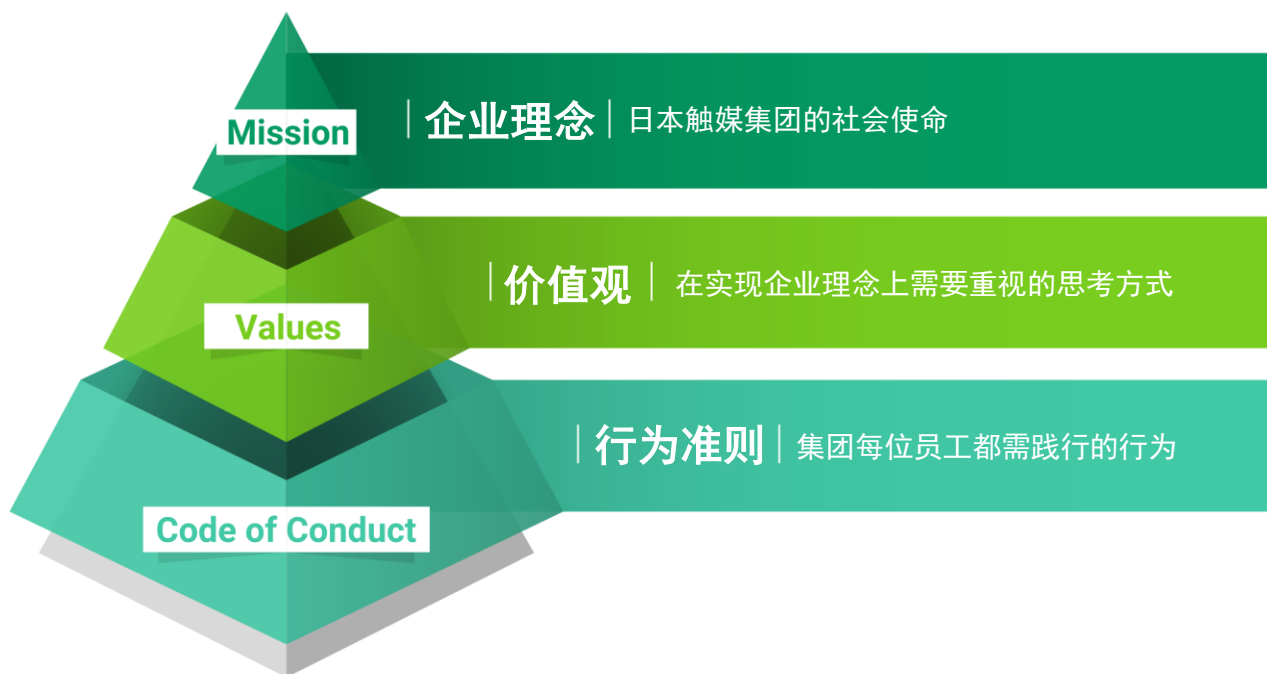 Mission
企业理念 日本触媒集团的社会使命
Values
价值观 在实现企业理念上需要重视的思考方式
Code of Conduct
行为准则 集团每位员工都需践行的行为